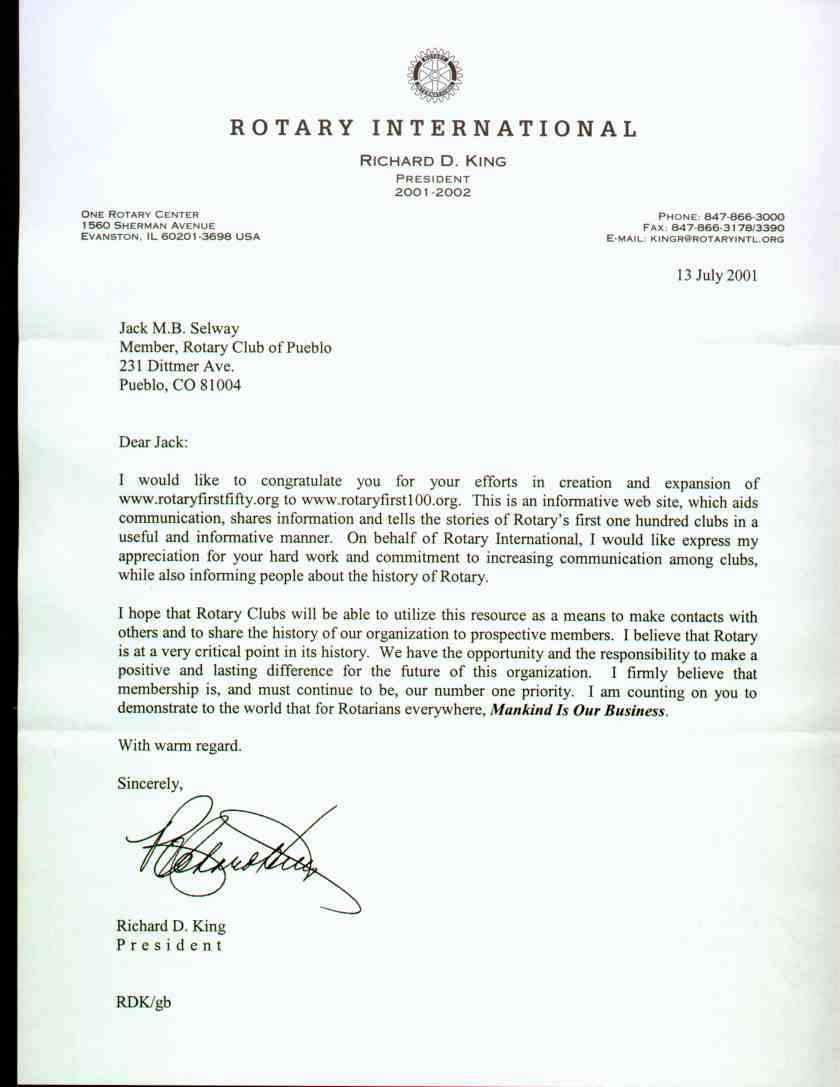 ROTARY INTERNATIONAL
RICHARD D. KING
PRESIDENT
2001-2002
ONE ROTARY CENTER
1560 SHERMAN AVENUE
EVANSTON, IL 60201-3698 USA
PHONE: 847-866-3000
FAX: 847-866-3178/3390
E-MAIL: KINGR@ROTARYINTL.ORG
13 July 2001
Jack M.B. Selway
Member, Rotary Club of Pueblo
231 Dittmer Ave.
Pueblo, CO 81004
Dear Jack:
I would like to congratulate you for your efforts in creation and expansion of
www.rotaryfirstfifty.org to www.rotaryfirst100.org. This is an informative web site, which aids
communication, shares information and tells the stories of Rotary's first one hundred clubs in a
useful and informative manner. On behalf of Rotary International, I would like express my
appreciation for your hard work and commitment to increasing communication among clubs,
while also informing people about the history of Rotary.
I hope that Rotary Clubs will be able to utilize this resource as a means to make contacts with
others and to share the history of our organization to prospective members. I believe that Rotary
is at a very critical point in its history. We have the opportunity and the responsibility to make a
positive and lasting difference for the future of this organization. I firmly believe that
membership is, and must continue to be, our number one priority. I am counting on you to
demonstrate to the world that for Rotarians everywhere, Mankind Is Our Business.
With warm regard.
Sincerely,
Richard D. King
President
RDK/gb